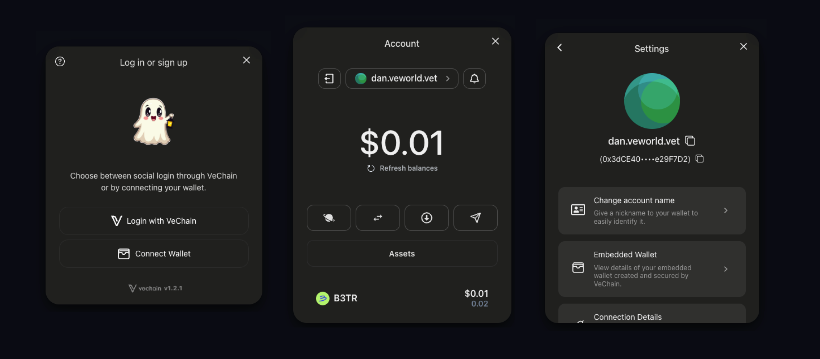 Log in or sign up
Choose between social login through VeChain
or by connecting your wallet.
Login with VeChain
Connect Wallet
vechain v1.2.1
Account
dan.veworld.vet
$0.01
Refresh balances
Assets
B3TR
$0.01
0.02
Settings
dan.veworld.vet
(0x3dCE40····e29F7D2)
Change account name
Give a nickname to your wallet to
easily identify it.
Embedded Wallet
View details of your embedded
wallet created and secured by
VeChain.
Connection Details